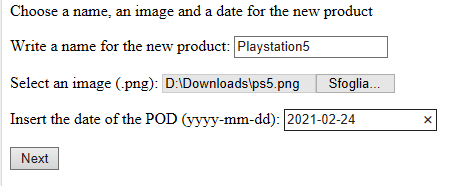 Choose a name, an image and a date for the new product
Write a name for the new product: Playstation5
Select an image (.png): D:\Downloads\ps5.png Sfoglia...
Insert the date of the POD (yyyy-mm-dd): 2021-02-24 ×
Next